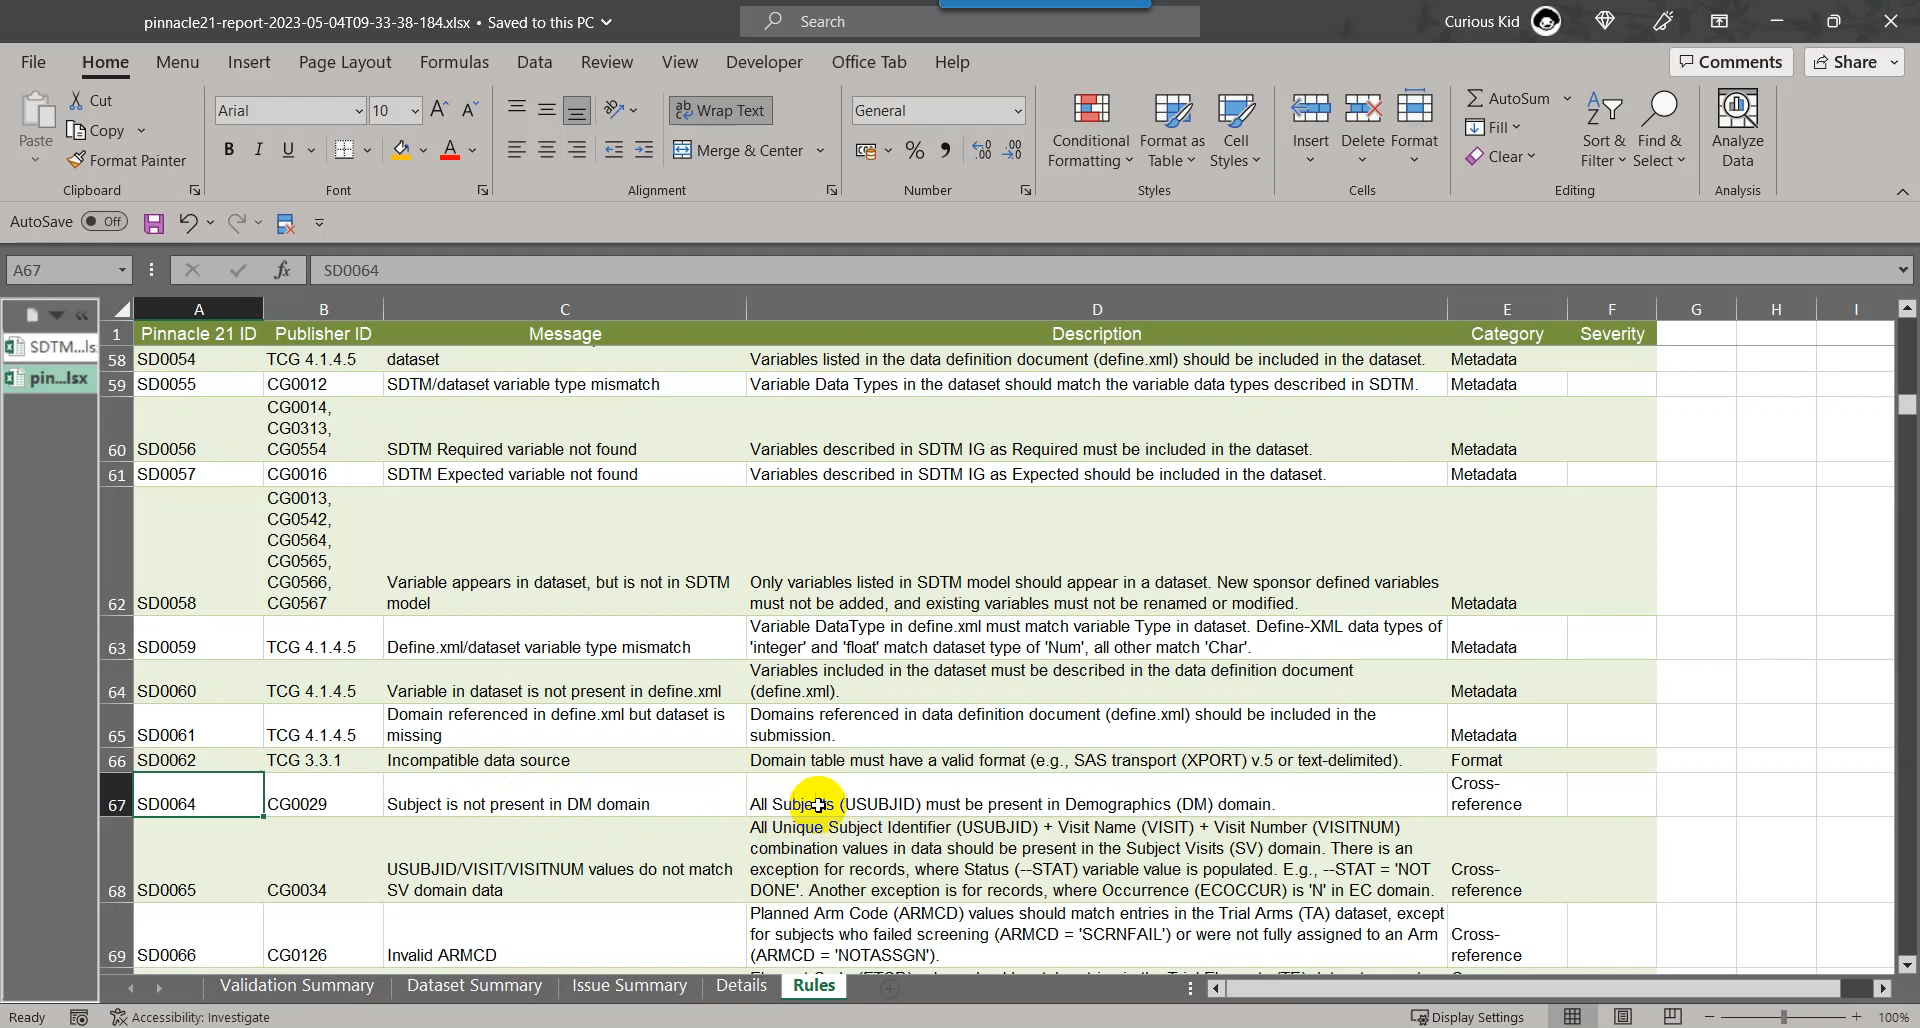 pinnacle21-report-2023-05-04T09-33-38-184.xlsx • Saved to this PC
Search
Curious Kid
File Home Menu Insert Page Layout Formulas Data Review View Developer Office Tab Help
Comments Share
Paste
Cut
Copy
Format Painter
Clipboard
Arial 10
B I U
Font
Wrap Text
Merge & Center
Alignment
General
Number
Conditional Formatting
Format as Table
Cell Styles
Styles
Insert Delete Format
Cells
AutoSum
Fill
Clear
Sort & Filter
Find & Select
Editing
Analyze Data
Analysis
AutoSave Off
A67
fx
SD0064
SDTM...ls
pin...lsx
A B C D E F G H I
1 Pinnacle 21 ID Publisher ID Message Description Category Severity
58 SD0054 TCG 4.1.4.5 dataset Variables listed in the data definition document (define.xml) should be included in the dataset. Metadata
59 SD0055 CG0012 SDTM/dataset variable type mismatch Variable Data Types in the dataset should match the variable data types described in SDTM. Metadata
CG0014,
CG0313,
60 SD0056 CG0554 SDTM Required variable not found Variables described in SDTM IG as Required must be included in the dataset. Metadata
61 SD0057 CG0016 SDTM Expected variable not found Variables described in SDTM IG as Expected should be included in the dataset. Metadata
CG0013,
CG0542,
CG0564,
CG0565,
CG0566, Variable appears in dataset, but is not in SDTM Only variables listed in SDTM model should appear in a dataset. New sponsor defined variables
62 SD0058 CG0567 model must not be added, and existing variables must not be renamed or modified. Metadata
Variable DataType in define.xml must match variable Type in dataset. Define-XML data types of
63 SD0059 TCG 4.1.4.5 Define.xml/dataset variable type mismatch 'integer' and 'float' match dataset type of 'Num', all other match 'Char'. Metadata
Variables included in the dataset must be described in the data definition document
64 SD0060 TCG 4.1.4.5 Variable in dataset is not present in define.xml (define.xml). Metadata
Domain referenced in define.xml but dataset is Domains referenced in data definition document (define.xml) should be included in the
65 SD0061 TCG 4.1.4.5 missing submission. Metadata
66 SD0062 TCG 3.3.1 Incompatible data source Domain table must have a valid format (e.g., SAS transport (XPORT) v.5 or text-delimited). Format
Cross-
67 SD0064 CG0029 Subject is not present in DM domain All Subjects (USUBJID) must be present in Demographics (DM) domain. reference
All Unique Subject Identifier (USUBJID) + Visit Name (VISIT) + Visit Number (VISITNUM)
combination values in data should be present in the Subject Visits (SV) domain. There is an
USUBJID/VISIT/VISITNUM values do not match exception for records, where Status (--STAT) variable value is populated. E.g., --STAT = 'NOT Cross-
68 SD0065 CG0034 SV domain data DONE'. Another exception is for records, where Occurrence (ECOCCUR) is 'N' in EC domain. reference
Planned Arm Code (ARMCD) values should match entries in the Trial Arms (TA) dataset, except
for subjects who failed screening (ARMCD = 'SCRNFAIL') or were not fully assigned to an Arm Cross-
69 SD0066 CG0126 Invalid ARMCD (ARMCD = 'NOTASSGN'). reference
Validation Summary Dataset Summary Issue Summary Details Rules
Ready Accessibility: Investigate Display Settings 100%